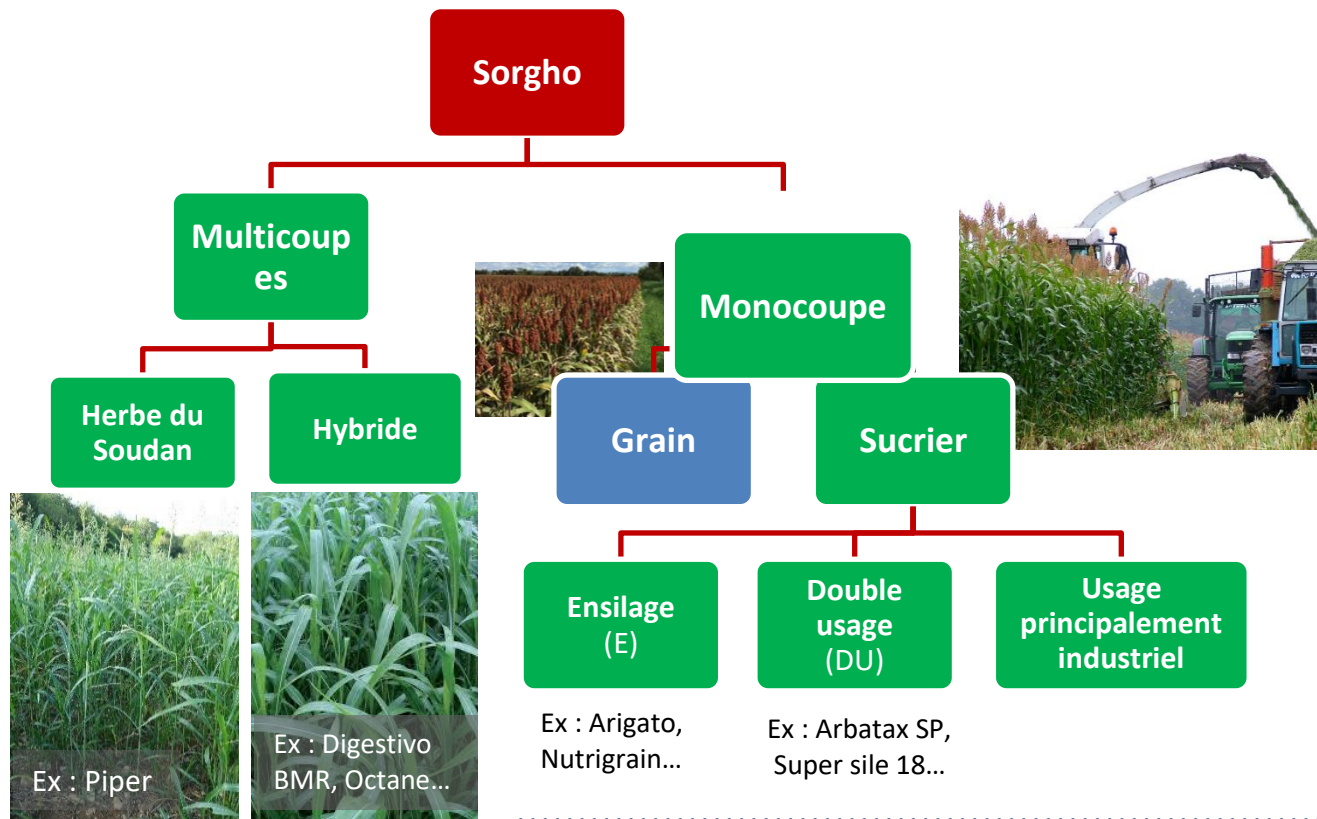 Sorgho
Multicoup
es
Monocoupe
Herbe du
Soudan
Hybride
Grain
Sucrier
Ensilage
(E)
Double
usage
(DU)
Usage
principalement
industriel
Ex : Piper
Ex : Digestivo
BMR, Octane…
Ex : Arigato,
Nutrigrain…
Ex : Arbatax SP,
Super sile 18…